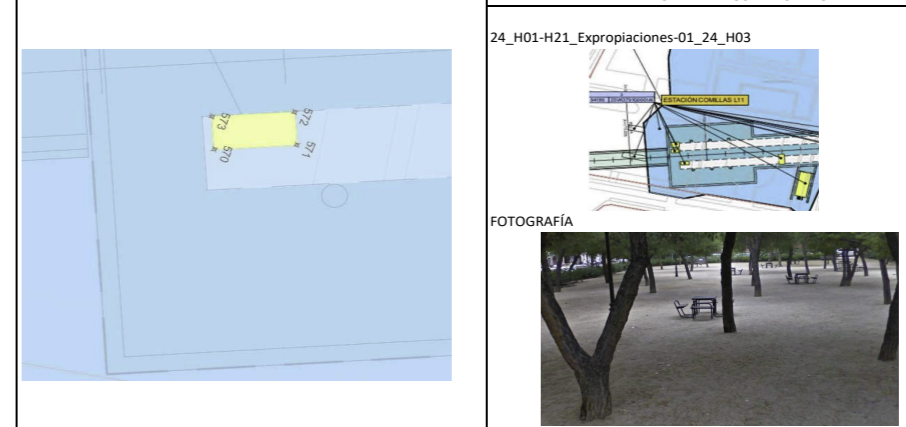 573
572
570
571
24_H01-H21_Expropiaciones-01_24_H03
ESTACIÓN COMILLAS L11
FOTOGRAFÍA